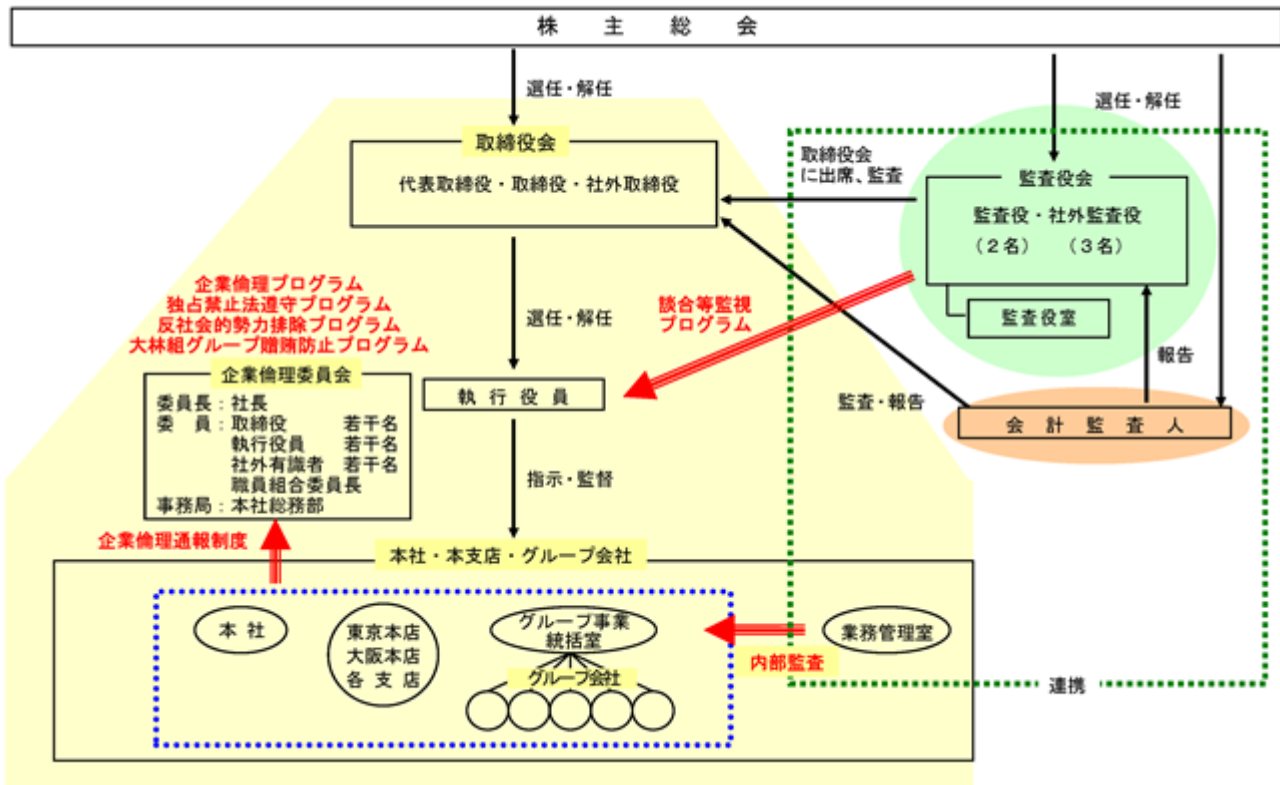 株主総会
選任・解任
選任・解任
取締役会
代表取締役・取締役・社外取締役
取締役会
に出席、監査
監査役会
監査役・社外監査役
（２名）　（３名）
監査役室
企業倫理プログラム
独占禁止法遵守プログラム
反社会的勢力排除プログラム
大林組グループ贈賄防止プログラム
選任・解任
談合等監視
プログラム
報告
企業倫理委員会
委員長：社長
委　員：取締役　　若干名
執行役員　若干名
社外有識者　若干名
職員組合委員長
事務局：本社総務部
執行役員
監査・報告
会計監査人
指示・監督
企業倫理通報制度
本社・本支店・グループ会社
本社
東京本店
大阪本店
各支店
グループ事業
統括室
グループ会社
内部監査
業務管理室
連携